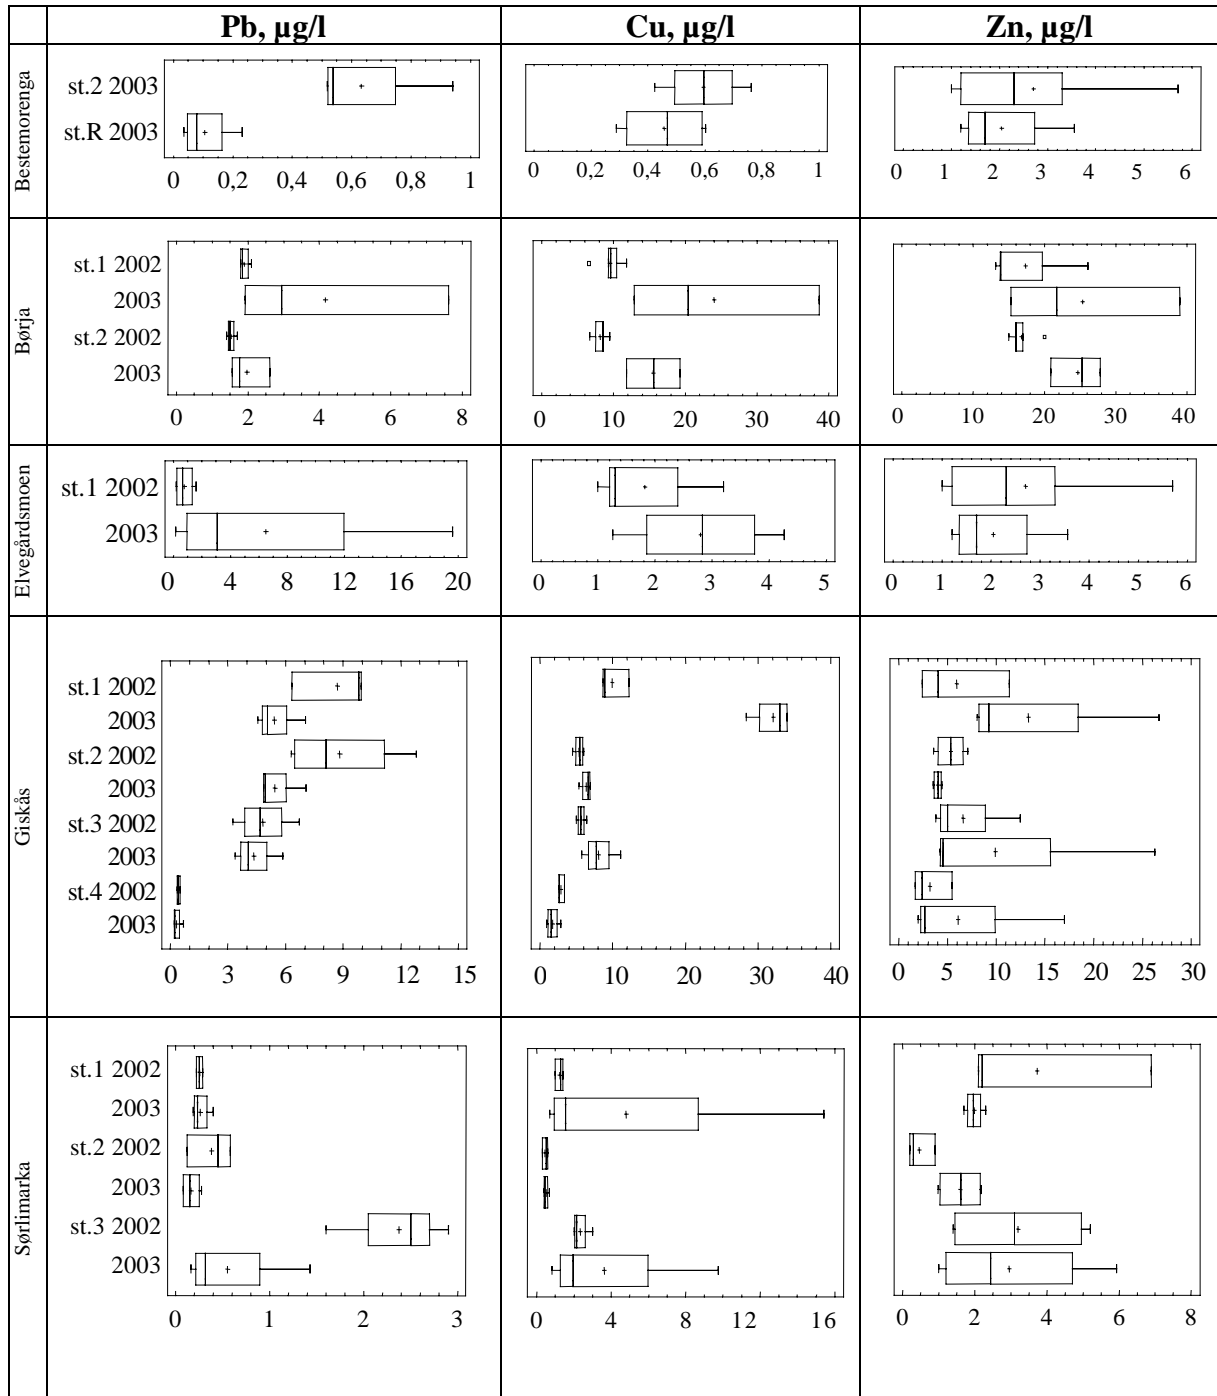 Pb, µg/l Cu, µg/l Zn, µg/l
Bestemorenga
st.2 2003
st.R 2003
0 0,2 0,4 0,6 0,8 1
0 0,2 0,4 0,6 0,8 1
0 1 2 3 4 5 6
Børja
st.1 2002
2003
st.2 2002
2003
0 2 4 6 8
0 10 20 30 40
0 10 20 30 40
Elvegårdsmoen
st.1 2002
2003
0 4 8 12 16 20
0 1 2 3 4 5
0 1 2 3 4 5 6
Giskås
st.1 2002
2003
st.2 2002
2003
st.3 2002
2003
st.4 2002
2003
0 3 6 9 12 15
0 10 20 30 40
0 5 10 15 20 25 30
Sørlimarka
st.1 2002
2003
st.2 2002
2003
st.3 2002
2003
0 1 2 3
0 4 8 12 16
0 2 4 6 8